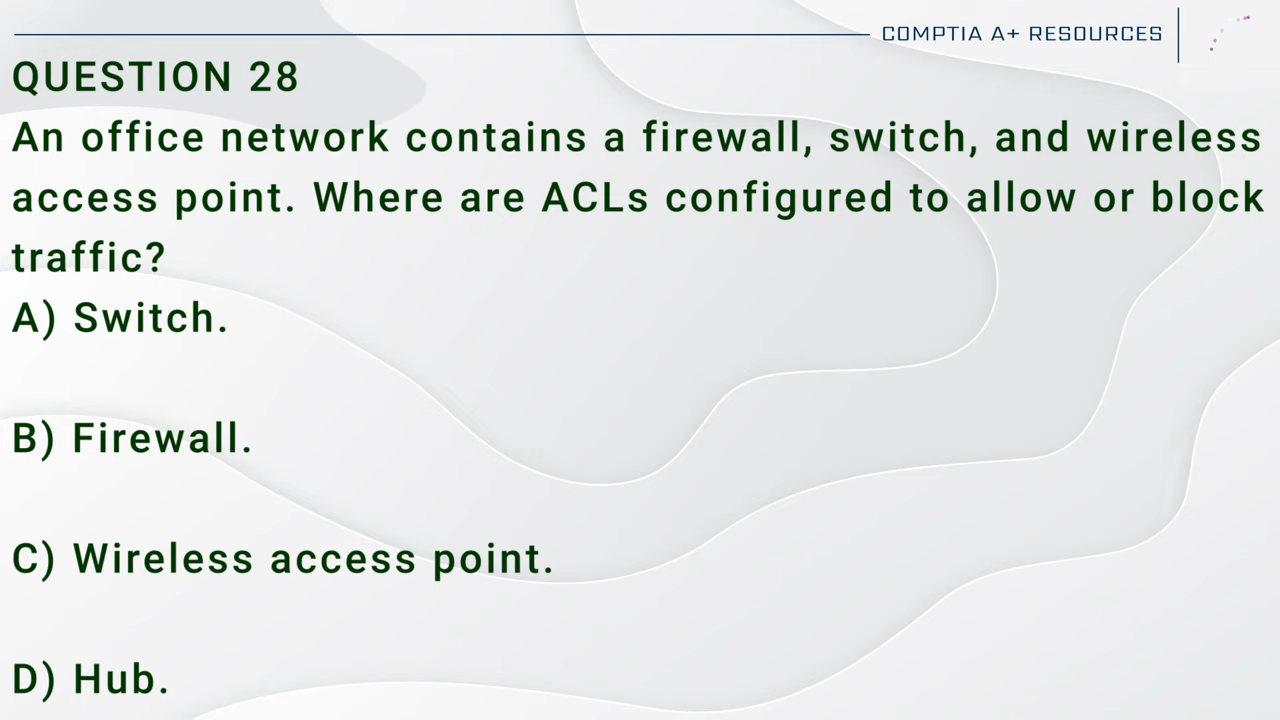 COMPTIA A+ RESOURCES
QUESTION 28
An office network contains a firewall, switch, and wireless
access point. Where are ACLs configured to allow or block
traffic?
A) Switch.
B) Firewall.
C) Wireless access point.
D) Hub.